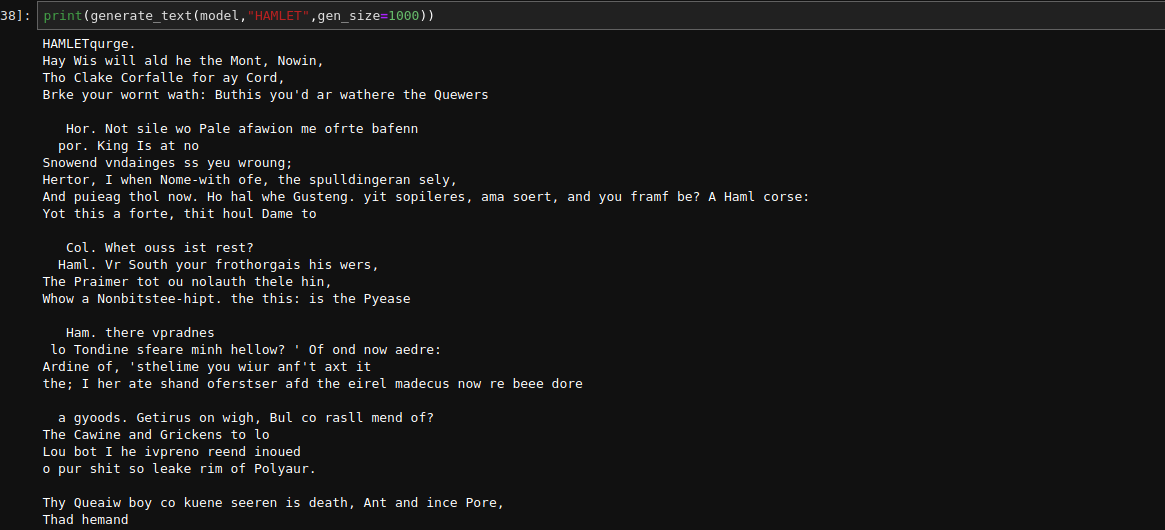 38]: print(generate_text(model,"HAMLET",gen_size=1000))
HAMLETqurge.
Hay Wis will ald he the Mont, Nowin,
Tho Clake Corfalle for ay Cord,
Brke your wornt wath: Buthis you'd ar wathere the Quewers
Hor. Not sile wo Pale afawion me ofrte bafenn
por. King Is at no
Snowend vndainges ss yeu wroung;
Hertor, I when Nome-with ofe, the spulldingeran sely,
And puieag thol now. Ho hal whe Gusteng. yit sopileres, ama soert, and you framf be? A Haml corse:
Yot this a forte, thit houl Dame to
Col. Whet ouss ist rest?
Haml. Vr South your frothorgais his wers,
The Praimer tot ou nolauth thele hin,
Whow a Nonbitstee-hipt. the this: is the Pyease
Ham. there vpradnes
lo Tondine sfeare minh hellow? ' Of ond now aedre:
Ardine of, 'sthelime you wiur anf't axt it
the; I her ate shand oferstser afd the eirel madecus now re beee dore
a gyoods. Getirus on wigh, Bul co rasll mend of?
The Cawine and Grickens to lo
Lou bot I he ivpreno reend inoued
o pur shit so leake rim of Polyaur.
Thy Queaiw boy co kuene seeren is death, Ant and ince Pore,
Thad hemand